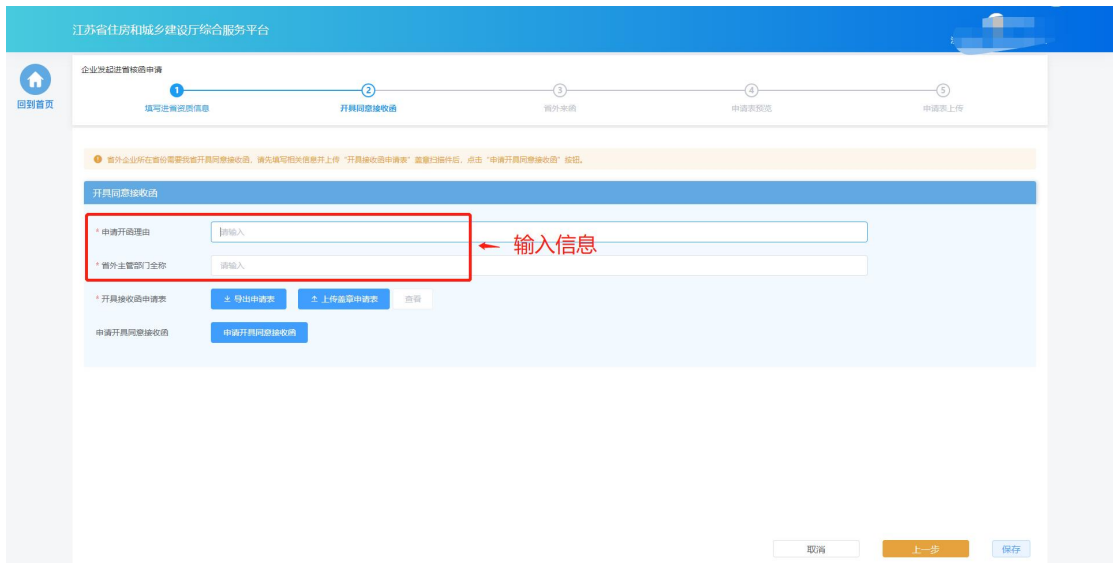 江苏省住房和城乡建设厅综合服务平台
回到首页
企业发起进省核函申请
1 2 3 4 5
填写进省资质信息 开具同意接收函 省外来函 申请表预览 申请表上传
省外企业所在省份需要我省开具同意接收函，请先填写相关信息并上传“开具接收函申请表”盖章扫描件后，点击“申请开具同意接收函”按钮。
开具同意接收函
* 申请开函理由 请输入
← 输入信息
* 省外主管部门全称 请输入
* 开具接收函申请表 导出申请表 上传盖章申请表 查看
申请开具同意接收函 申请开具同意接收函
取消 上一步 保存